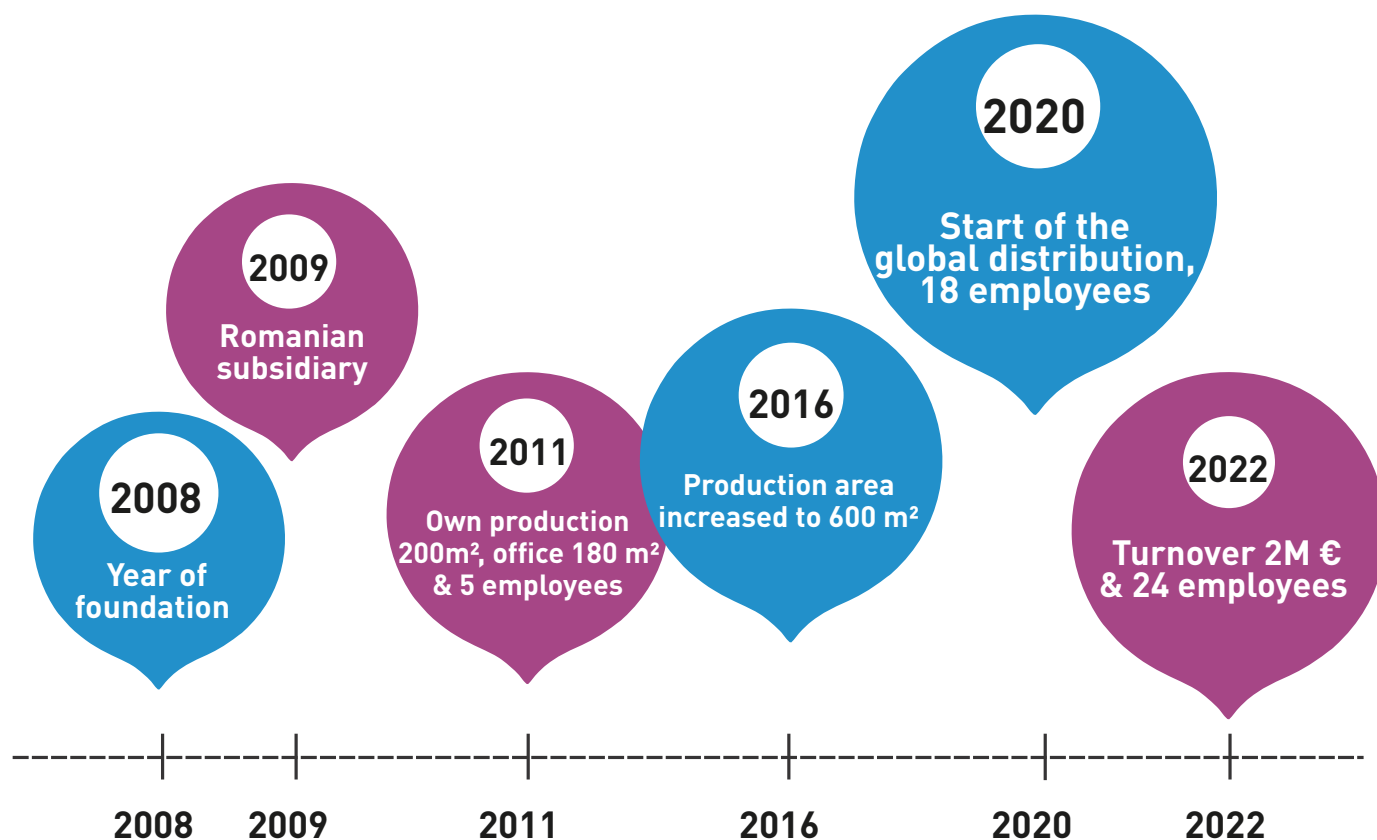 2008
Year of
foundation
2009
Romanian
subsidiary
2011
Own production
200m², office 180 m²
& 5 employees
2016
Production area
increased to 600 m²
2020
Start of the
global distribution,
18 employees
2022
Turnover 2M €
& 24 employees
2008 2009 2011 2016 2020 2022